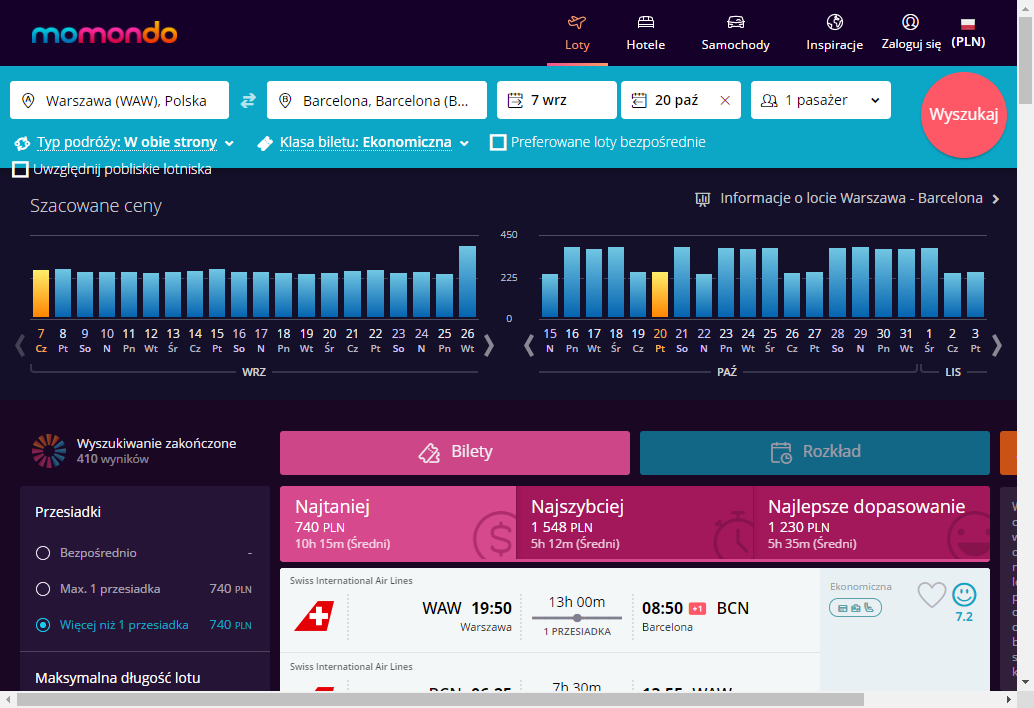 momondo
Loty
Hotele
Samochody
Inspiracje
Zaloguj się
(PLN)
Warszawa (WAW), Polska
Barcelona, Barcelona (B...
7 wrz
20 paź
1 pasażer
Wyszukaj
Typ podróży: W obie strony
Klasa biletu: Ekonomiczna
Preferowane loty bezpośrednie
Uwzględnij pobliskie lotniska
Szacowane ceny
Informacje o locie Warszawa - Barcelona
450
225
0
7 8 9 10 11 12 13 14 15 16 17 18 19 20 21 22 23 24 25 26
Cz Pt So N Pn Wt Śr Cz Pt So N Pn Wt Śr Cz Pt So N Pn Wt
WRZ
15 16 17 18 19 20 21 22 23 24 25 26 27 28 29 30 31 1 2 3
N Pn Wt Śr Cz Pt So N Pn Wt Śr Cz Pt So N Pn Wt Śr Cz Pt
PAŹ
LIS
Wyszukiwanie zakończone
410 wyników
Bilety
Rozkład
Przesiadki
Bezpośrednio -
Max. 1 przesiadka 740 PLN
Więcej niż 1 przesiadka 740 PLN
Maksymalna długość lotu
Najtaniej
740 PLN
10h 15m (Średni)
Najszybciej
1 548 PLN
5h 12m (Średni)
Najlepsze dopasowanie
1 230 PLN
5h 35m (Średni)
Swiss International Air Lines
WAW 19:50
Warszawa
13h 00m
1 PRZESIADKA
08:50 +1 BCN
Barcelona
Ekonomiczna
7.2
Swiss International Air Lines
BCN 06:25
7h 30m
13:55 WAW